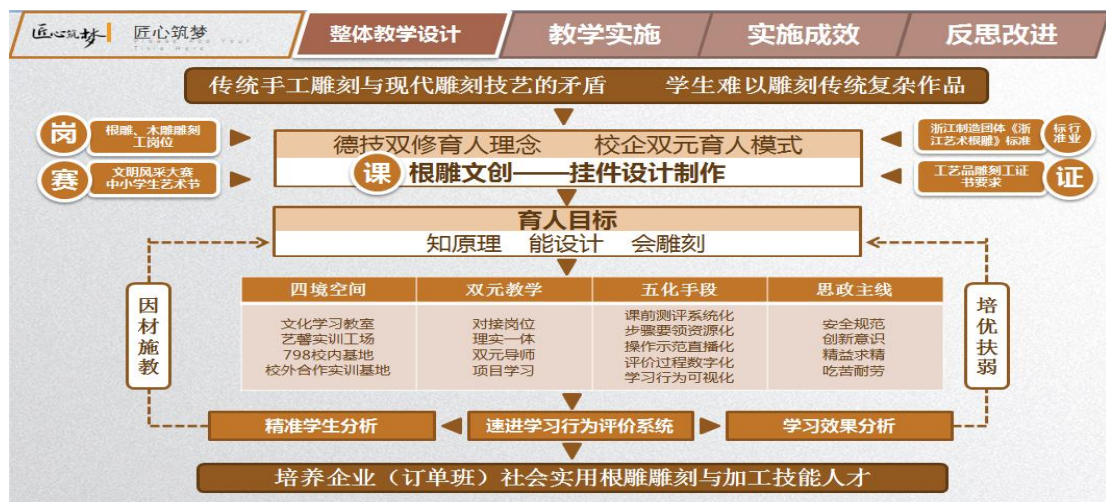 匠心筑梦
匠心筑梦
整体教学设计
教学实施
实施成效
反思改进
传统手工雕刻与现代雕刻技艺的矛盾 学生难以雕刻传统复杂作品
岗
根雕、木雕雕刻
工岗位
赛
文明风采大赛
中小学生艺术节
德技双修育人理念 校企双元育人模式
课 根雕文创——挂件设计制作
浙江制造团体《浙
江艺术根雕》标准
行业
标准
工艺品雕刻工证
书要求
证
育人目标
知原理 能设计 会雕刻
因材施教
四境空间
文化学习教室
艺馨实训工场
798校内基地
校外合作实训基地
双元教学
对接岗位
理实一体
双元导师
项目学习
五化手段
课前测评系统化
步骤要领资源化
操作示范直播化
评价过程数字化
学习行为可视化
思政主线
安全规范
创新意识
精益求精
吃苦耐劳
培优扶弱
精准学生分析
速进学习行为评价系统
学习效果分析
培养企业（订单班）社会实用根雕雕刻与加工技能人才